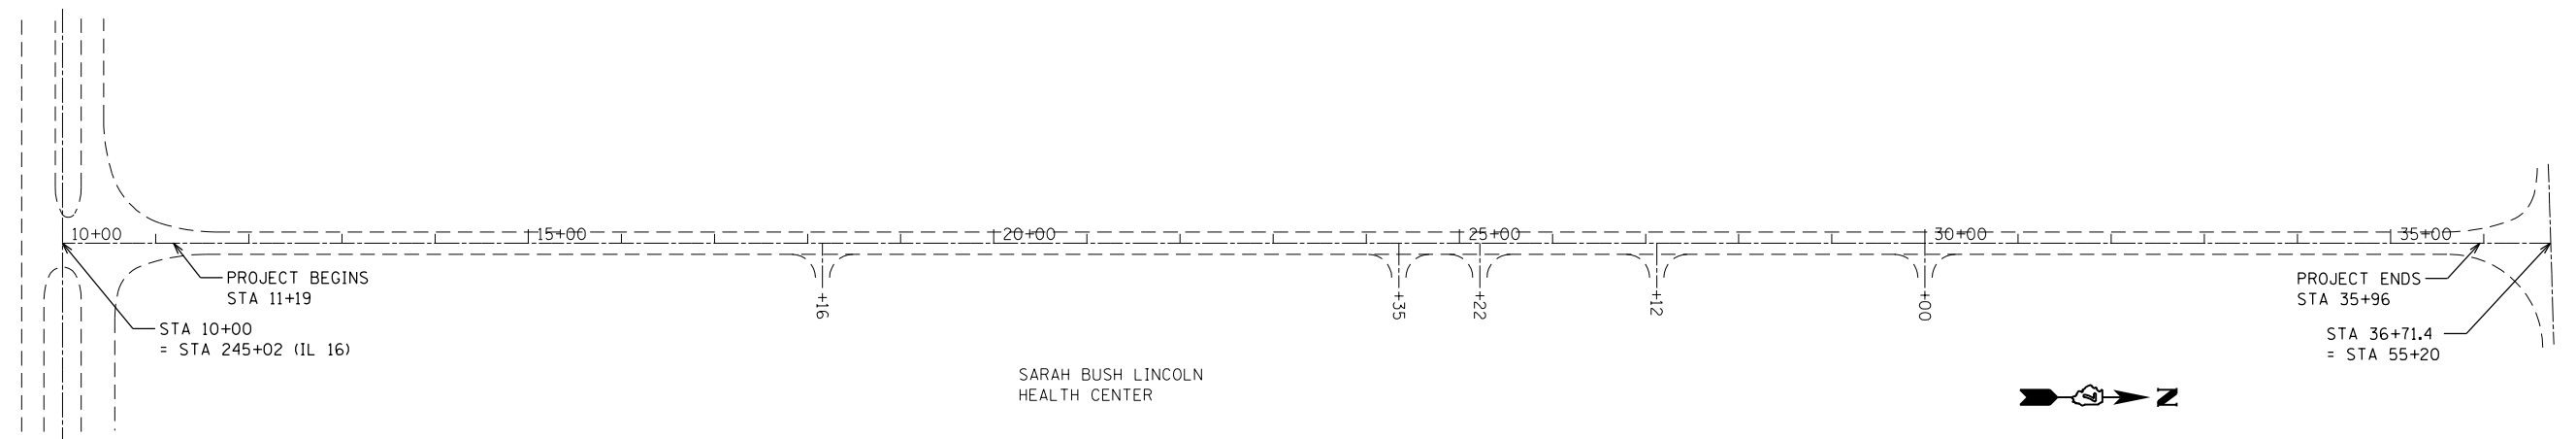 10+00
15+00
20+00
25+00
30+00
35+00
PROJECT BEGINS
STA 11+19
STA 10+00
= STA 245+02 (IL 16)
+16
+35
+22
+12
+00
PROJECT ENDS
STA 35+96
STA 36+71.4
= STA 55+20
SARAH BUSH LINCOLN
HEALTH CENTER
N